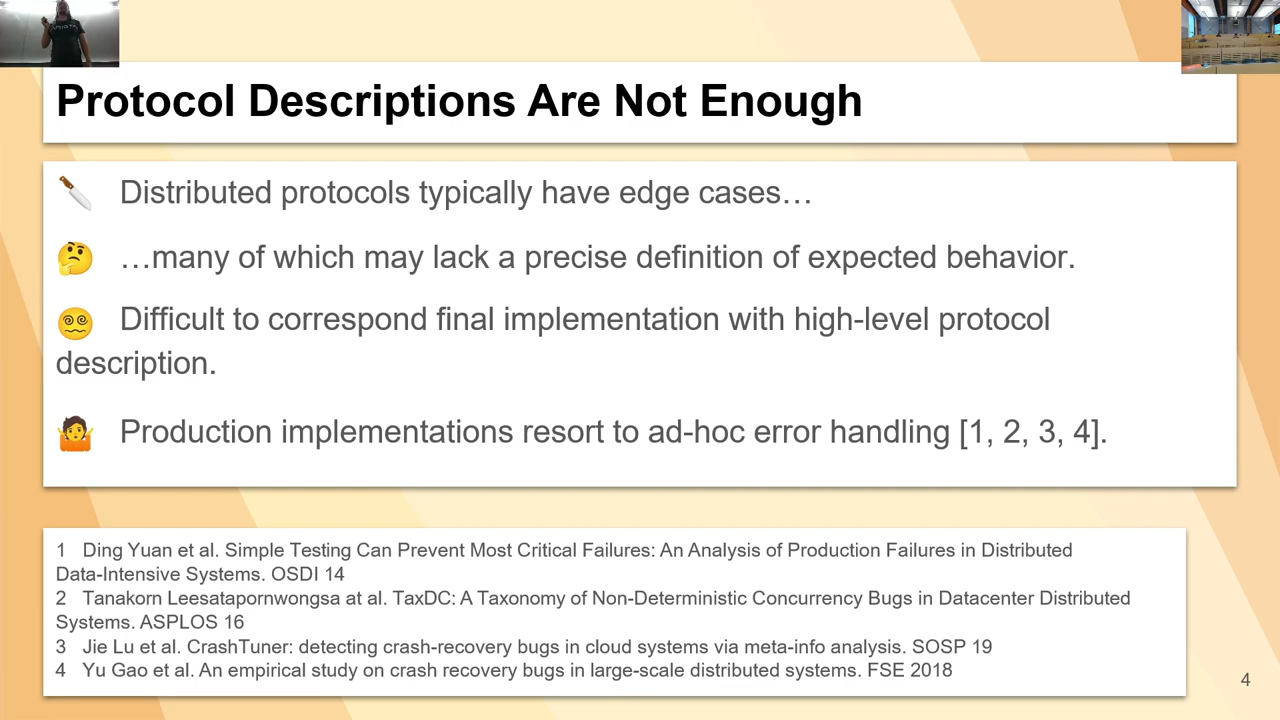 Protocol Descriptions Are Not Enough
Distributed protocols typically have edge cases…
…many of which may lack a precise definition of expected behavior.
Difficult to correspond final implementation with high-level protocol
description.
Production implementations resort to ad-hoc error handling [1, 2, 3, 4].
1 Ding Yuan et al. Simple Testing Can Prevent Most Critical Failures: An Analysis of Production Failures in Distributed
Data-Intensive Systems. OSDI 14
2 Tanakorn Leesatapornwongsa at al. TaxDC: A Taxonomy of Non-Deterministic Concurrency Bugs in Datacenter Distributed
Systems. ASPLOS 16
3 Jie Lu et al. CrashTuner: detecting crash-recovery bugs in cloud systems via meta-info analysis. SOSP 19
4 Yu Gao et al. An empirical study on crash recovery bugs in large-scale distributed systems. FSE 2018
4